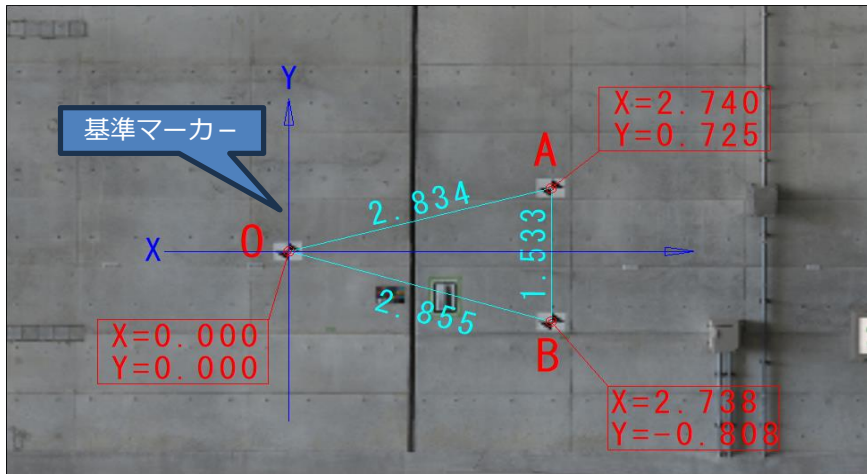 Y
基準マーカー
X=2.740
Y=0.725
A
2.834
O
X
1.533
2.855
X=0.000
Y=0.000
B
X=2.738
Y=-0.808